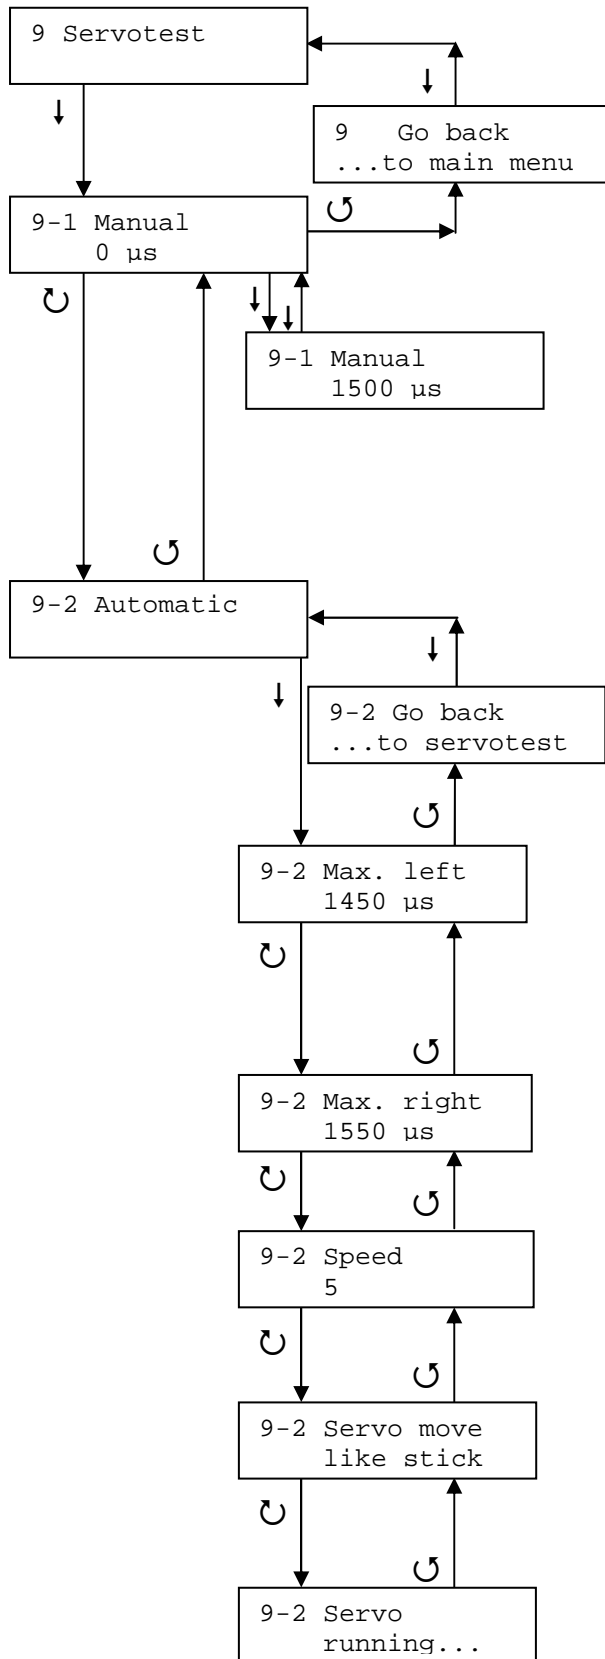 9 Servotest
9 Go back
...to main menu
9-1 Manual
0 µs
9-1 Manual
1500 µs
9-2 Automatic
9-2 Go back
...to servotest
9-2 Max. left
1450 µs
9-2 Max. right
1550 µs
9-2 Speed
5
9-2 Servo move
like stick
9-2 Servo
running...